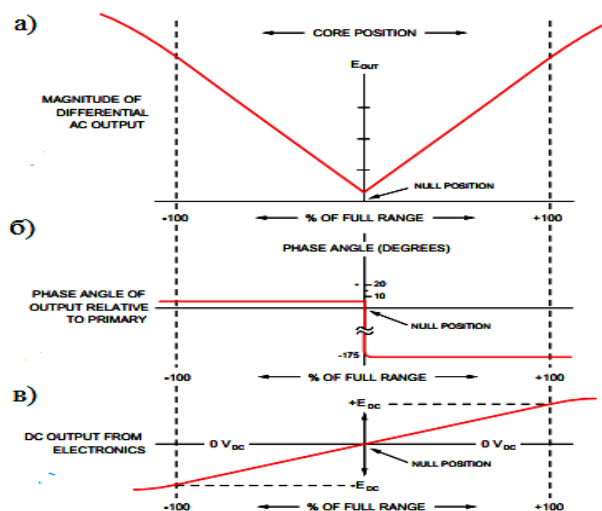 а)
CORE POSITION
EOUT
MAGNITUDE OF
DIFFERENTIAL
AC OUTPUT
NULL POSITION
-100
% OF FULL RANGE
+100
б)
PHASE ANGLE (DEGREES)
+ 20
10
PHASE ANGLE OF
OUTPUT RELATIVE
TO PRIMARY
NULL POSITION
-175
-100
% OF FULL RANGE
+100
в)
+EDC
DC OUTPUT FROM
ELECTRONICS
0 VDC
0 VDC
NULL POSITION
-EDC
-100
% OF FULL RANGE
+100